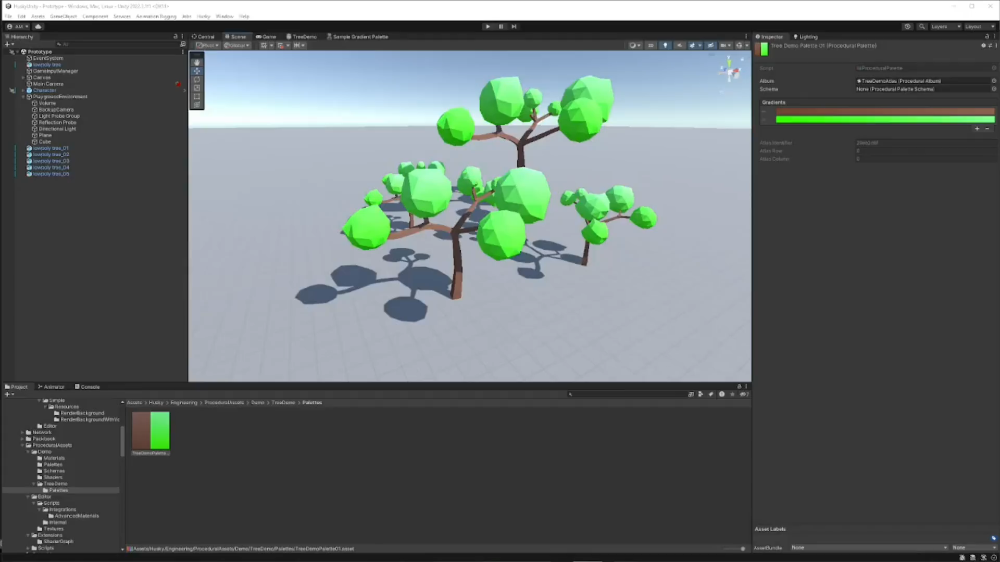 HuskyUnity - Prototype - Windows, Mac, Linux - Unity 2022.3.1f1 <DX11>
File Edit Assets GameObject Component Services Animation Rigging Jobs Husky Window Help
AM
Layers Layout
Hierarchy
All
Central Scene Game TreeDemo Sample Gradient Palette
Pivot Global
2D
Prototype
EventSystem
lowpoly tree
GameInputManager
Canvas
Main Camera
Character
PlaygroundEnvironment
Volume
BackupCamera
Light Probe Group
Reflection Probe
Directional Light
Plane
Cube
lowpoly tree_01
lowpoly tree_02
lowpoly tree_03
lowpoly tree_04
lowpoly tree_05
Inspector Lighting
Tree Demo Palette 01 (Procedural Palette)
Script ProceduralPalette
Album TreeDemoAtlas (Procedural Album)
Schema None (Procedural Palette Schema)
Gradients
Atlas Identifier
Atlas Row 0
Atlas Column 0
Project Animator Console
Simple
Resources
RenderBackground
RenderBackgroundWithVo
Editor
Network
Packbook
ProceduralAssets
Demo
Materials
Palettes
Schemas
Shaders
TreeDemo
Palettes
Editor
Scripts
Integrations
AdvancedMaterials
Internal
Textures
Extensions
ShaderGraph
Scripts
Assets > Husky > Engineering > ProceduralAssets > Demo > TreeDemo > Palettes
TreeDemoPalette...
Assets/Husky/Engineering/ProceduralAssets/Demo/TreeDemo/Palettes/TreeDemoPalette01.asset
Asset Labels
AssetBundle None None